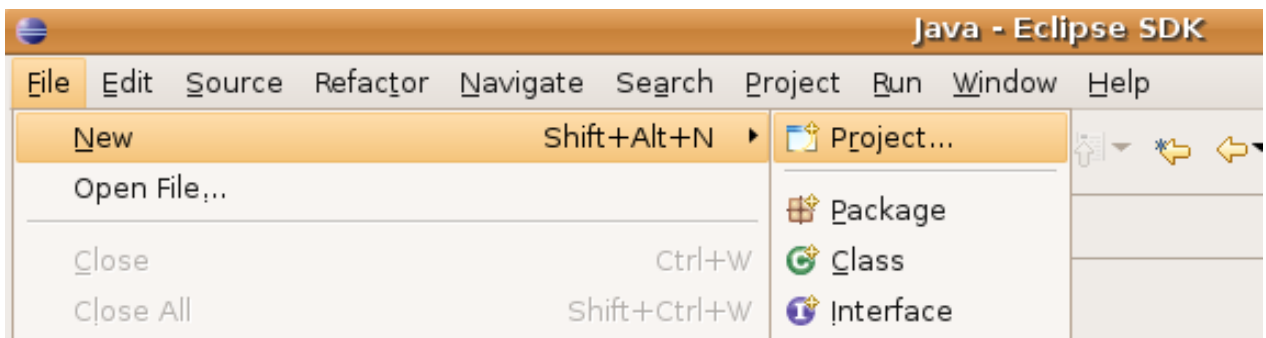 Java - Eclipse SDK
File Edit Source Refactor Navigate Search Project Run Window Help
New Shift+Alt+N Project...
Open File...
Package
Close Ctrl+W Class
Close All Shift+Ctrl+W Interface